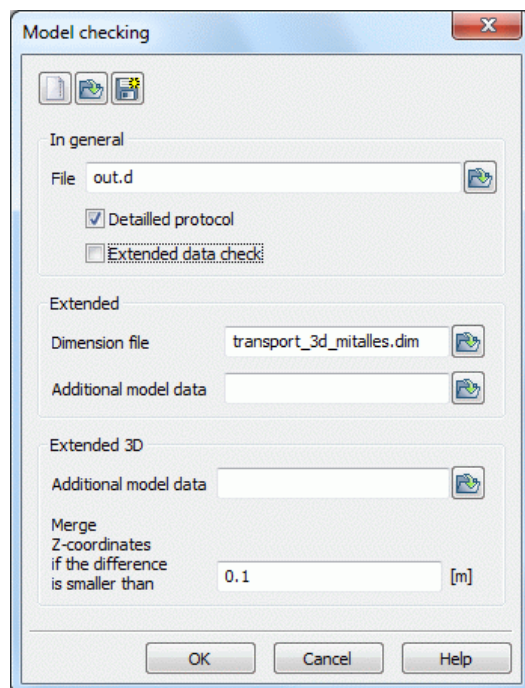 Model checking
In general
File out.d
Detailled protocol
Extended data check
Extended
Dimension file transport_3d_mitalles.dim
Additional model data
Extended 3D
Additional model data
Merge
Z-coordinates
if the difference
is smaller than 0.1 [m]
OK Cancel Help